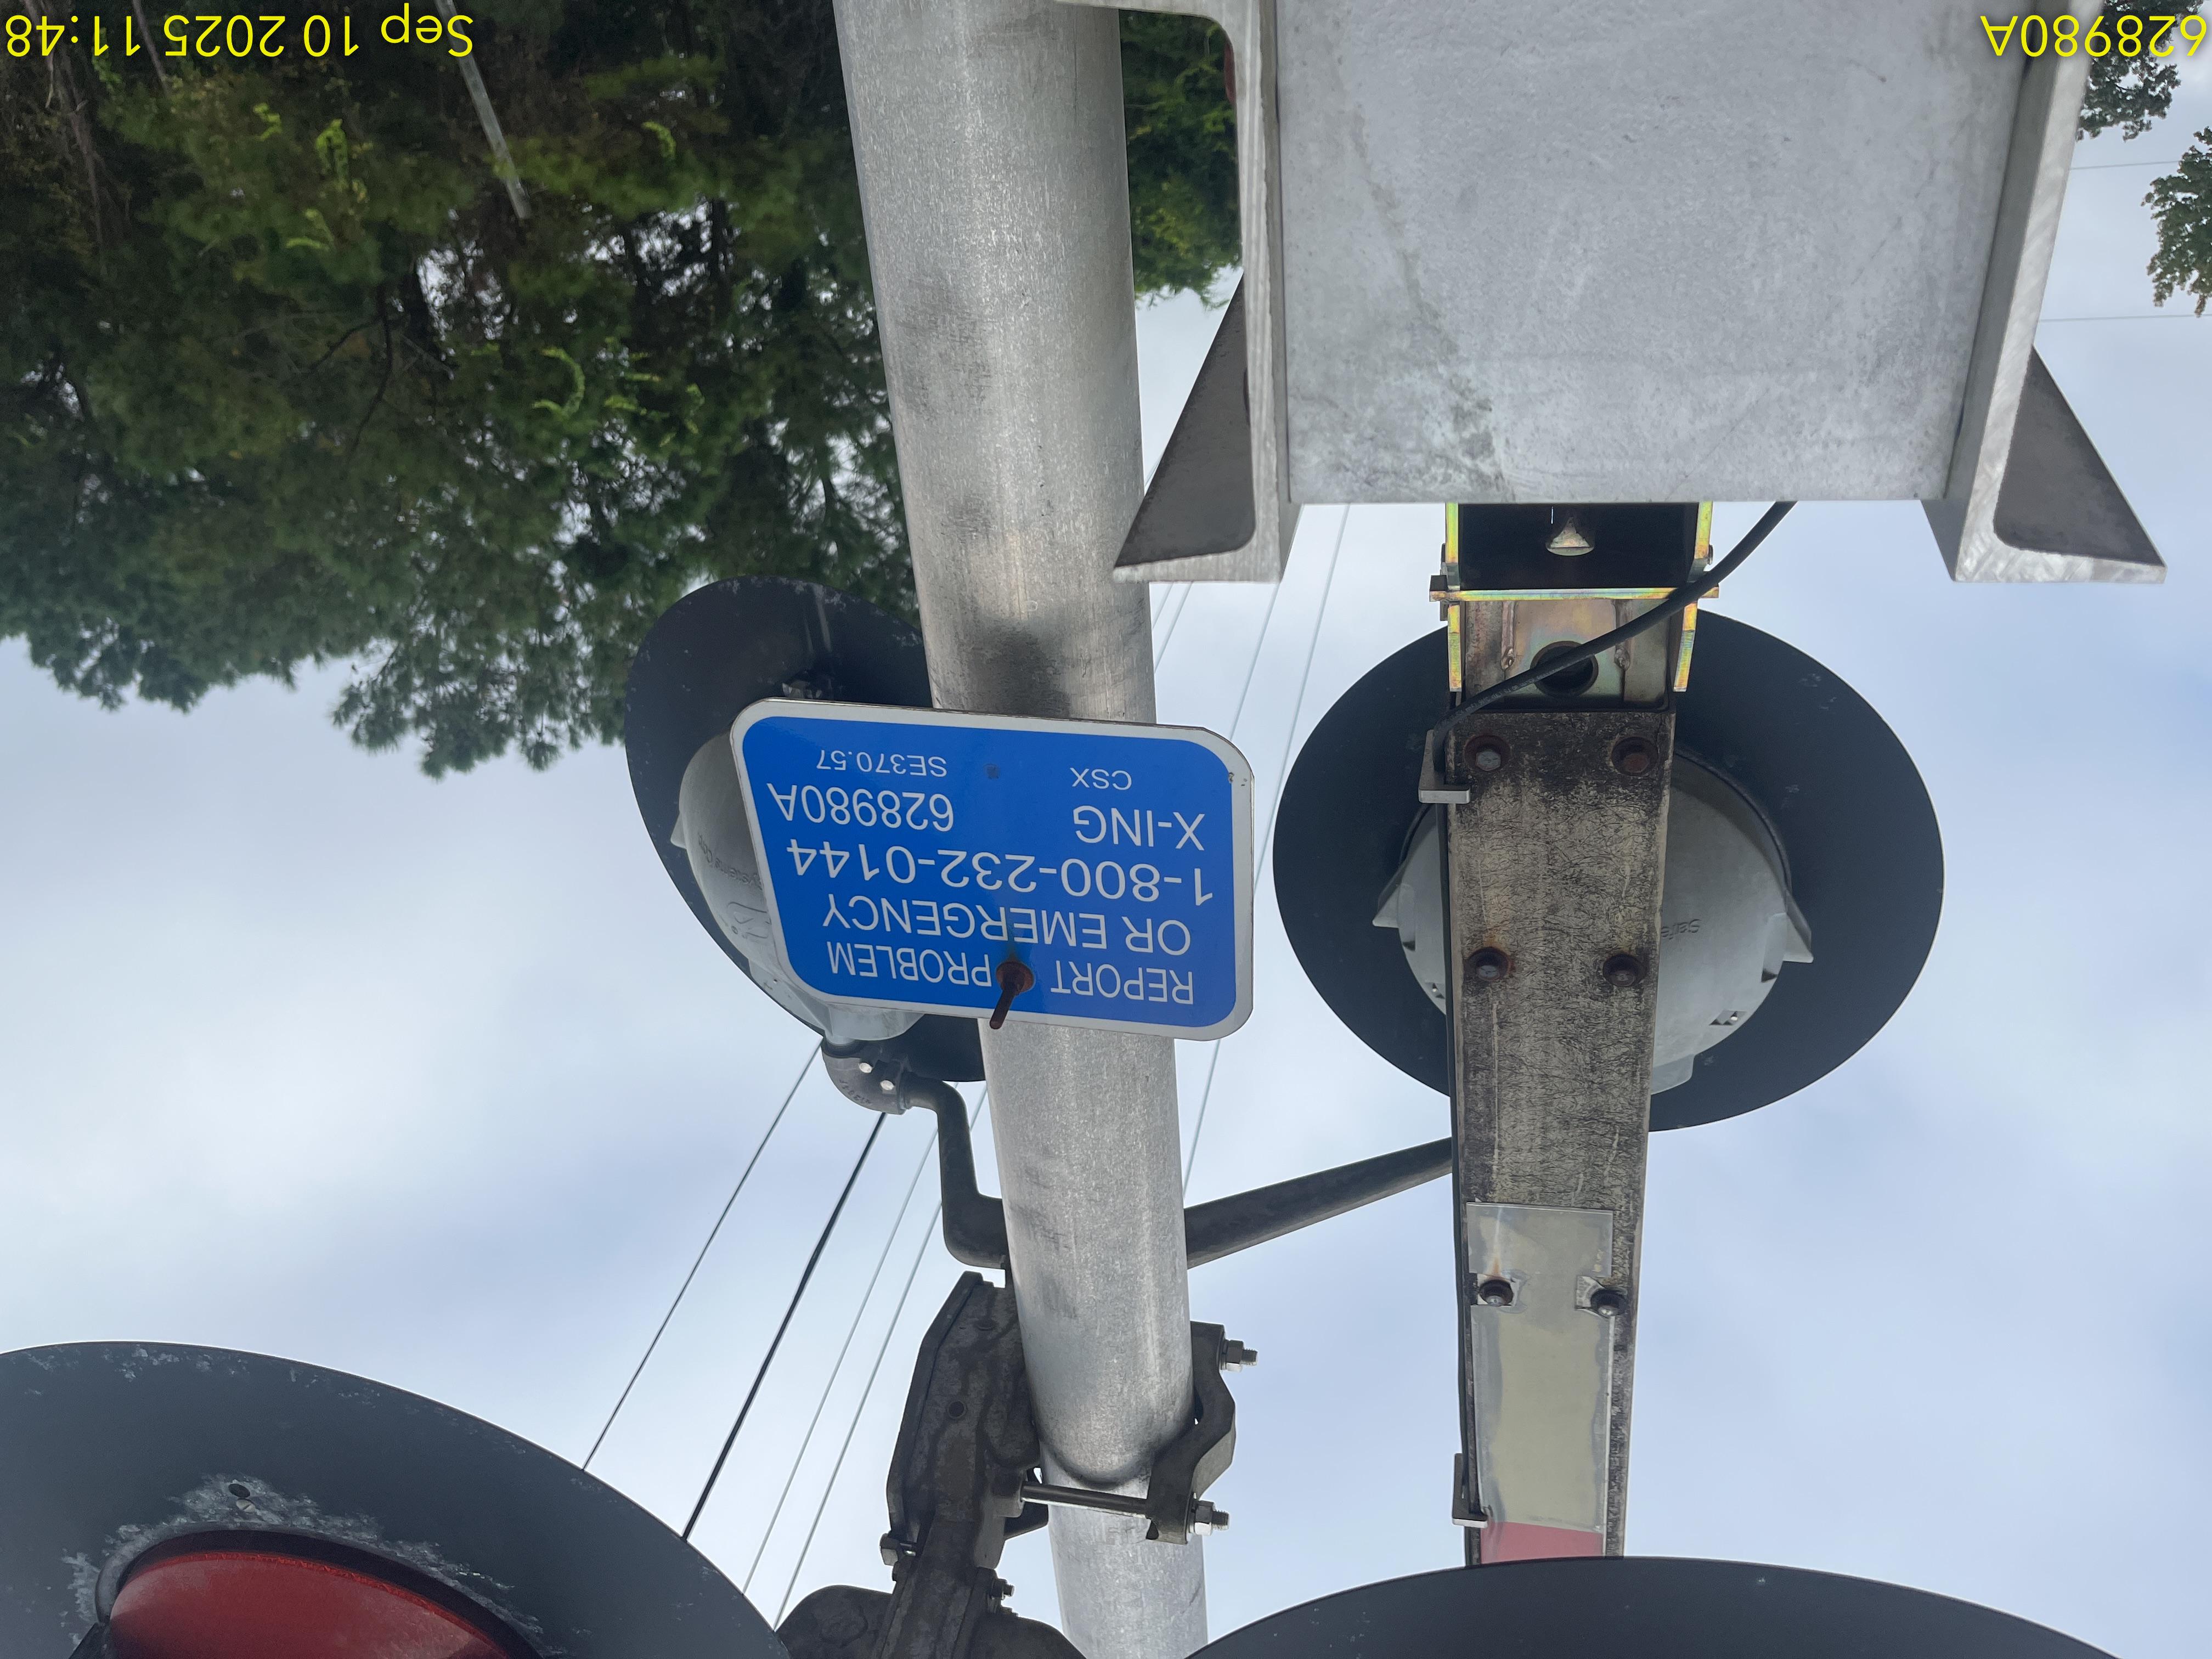 REPORT PROBLEM
OR EMERGENCY
1-800-232-0144
X-ING 628980A
CSX SE370.57
628980A
Sep 10 2025 11:48